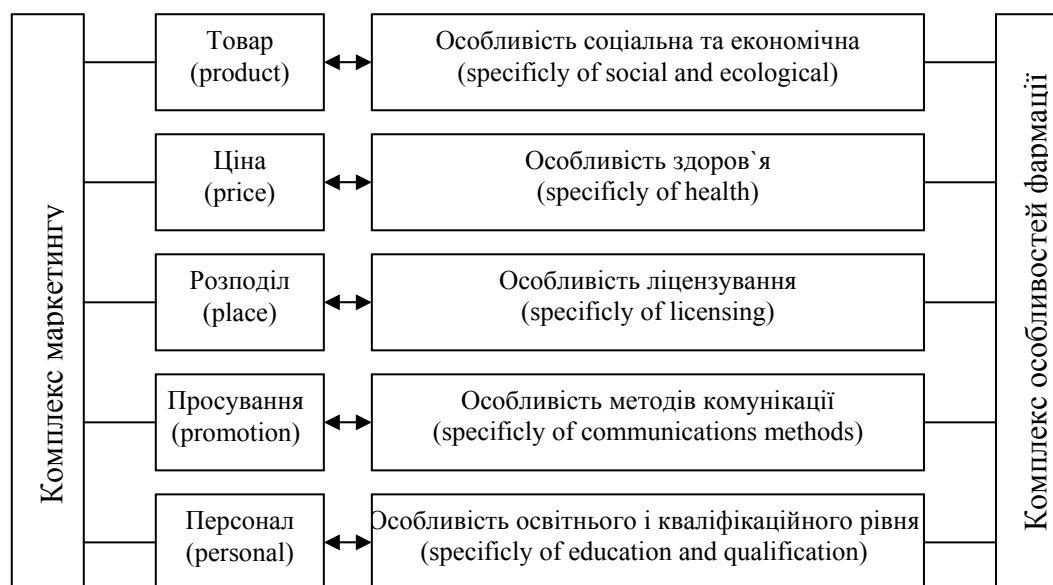 Комплекс маркетингу
Товар
(product)
Особливість соціальна та економічна
(specificly of social and ecological)
Ціна
(price)
Особливість здоров`я
(specificly of health)
Розподіл
(place)
Особливість ліцензування
(specificly of licensing)
Просування
(promotion)
Особливість методів комунікації
(specificly of communications methods)
Персонал
(personal)
Особливість освітнього і кваліфікаційного рівня
(specificly of education and qualification)
Комплекс особливостей фармації